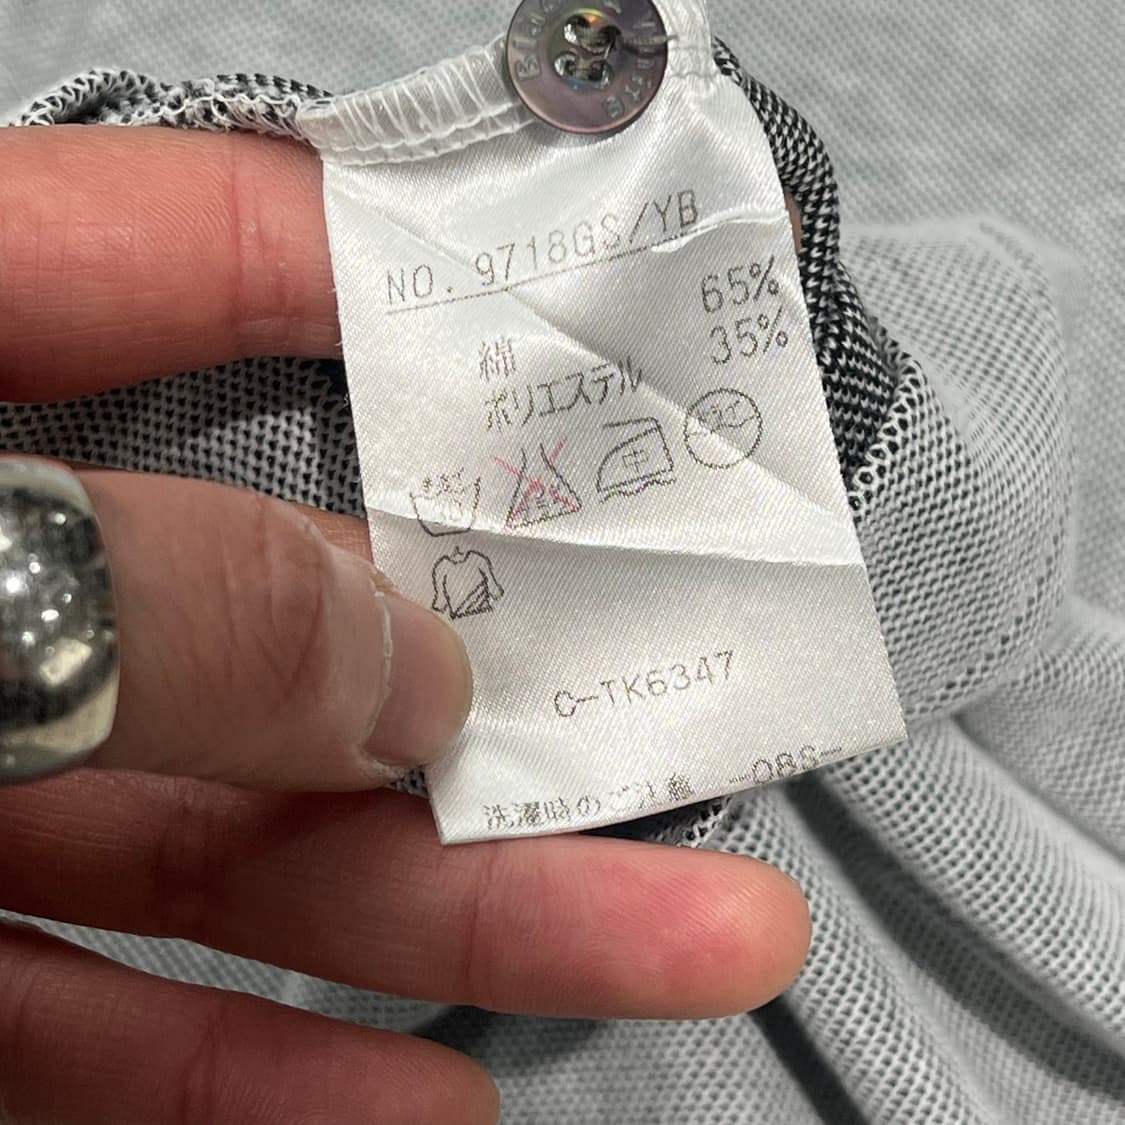 NO. 9718GS/YB
綿 65%
ポリエステル 35%
C-TK6347
洗濯時のご注意 -OBS-